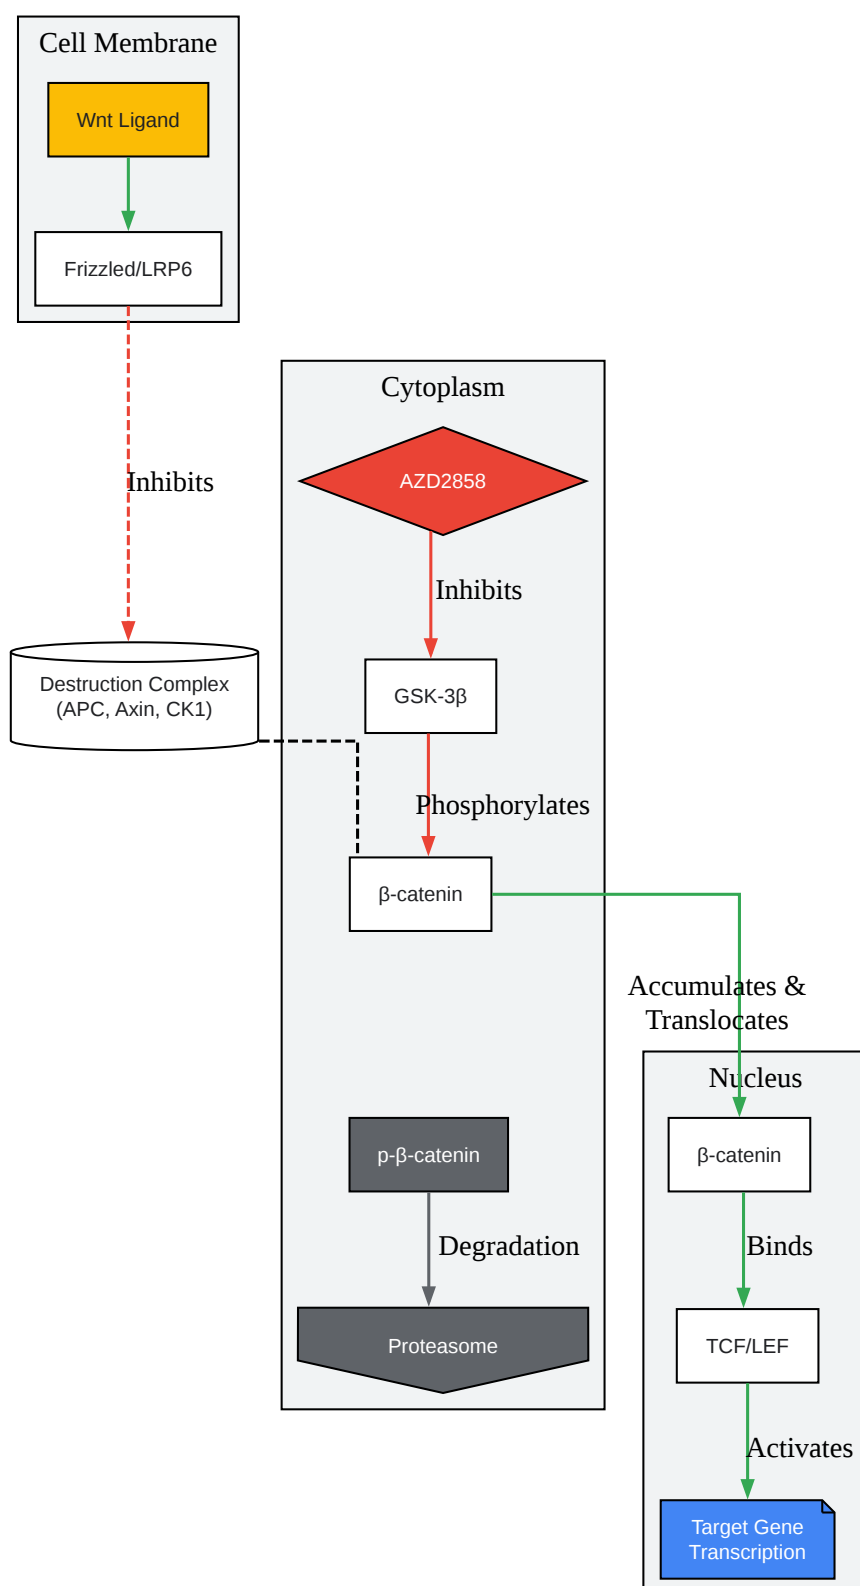 Cell Membrane
Wnt Ligand
Frizzled/LRP6
Inhibits
Destruction Complex
(APC, Axin, CK1)
Cytoplasm
AZD2858
Inhibits
GSK-3β
Phosphorylates
β-catenin
Accumulates &
Translocates
p-β-catenin
Degradation
Proteasome
Nucleus
β-catenin
Binds
TCF/LEF
Activates
Target Gene
Transcription